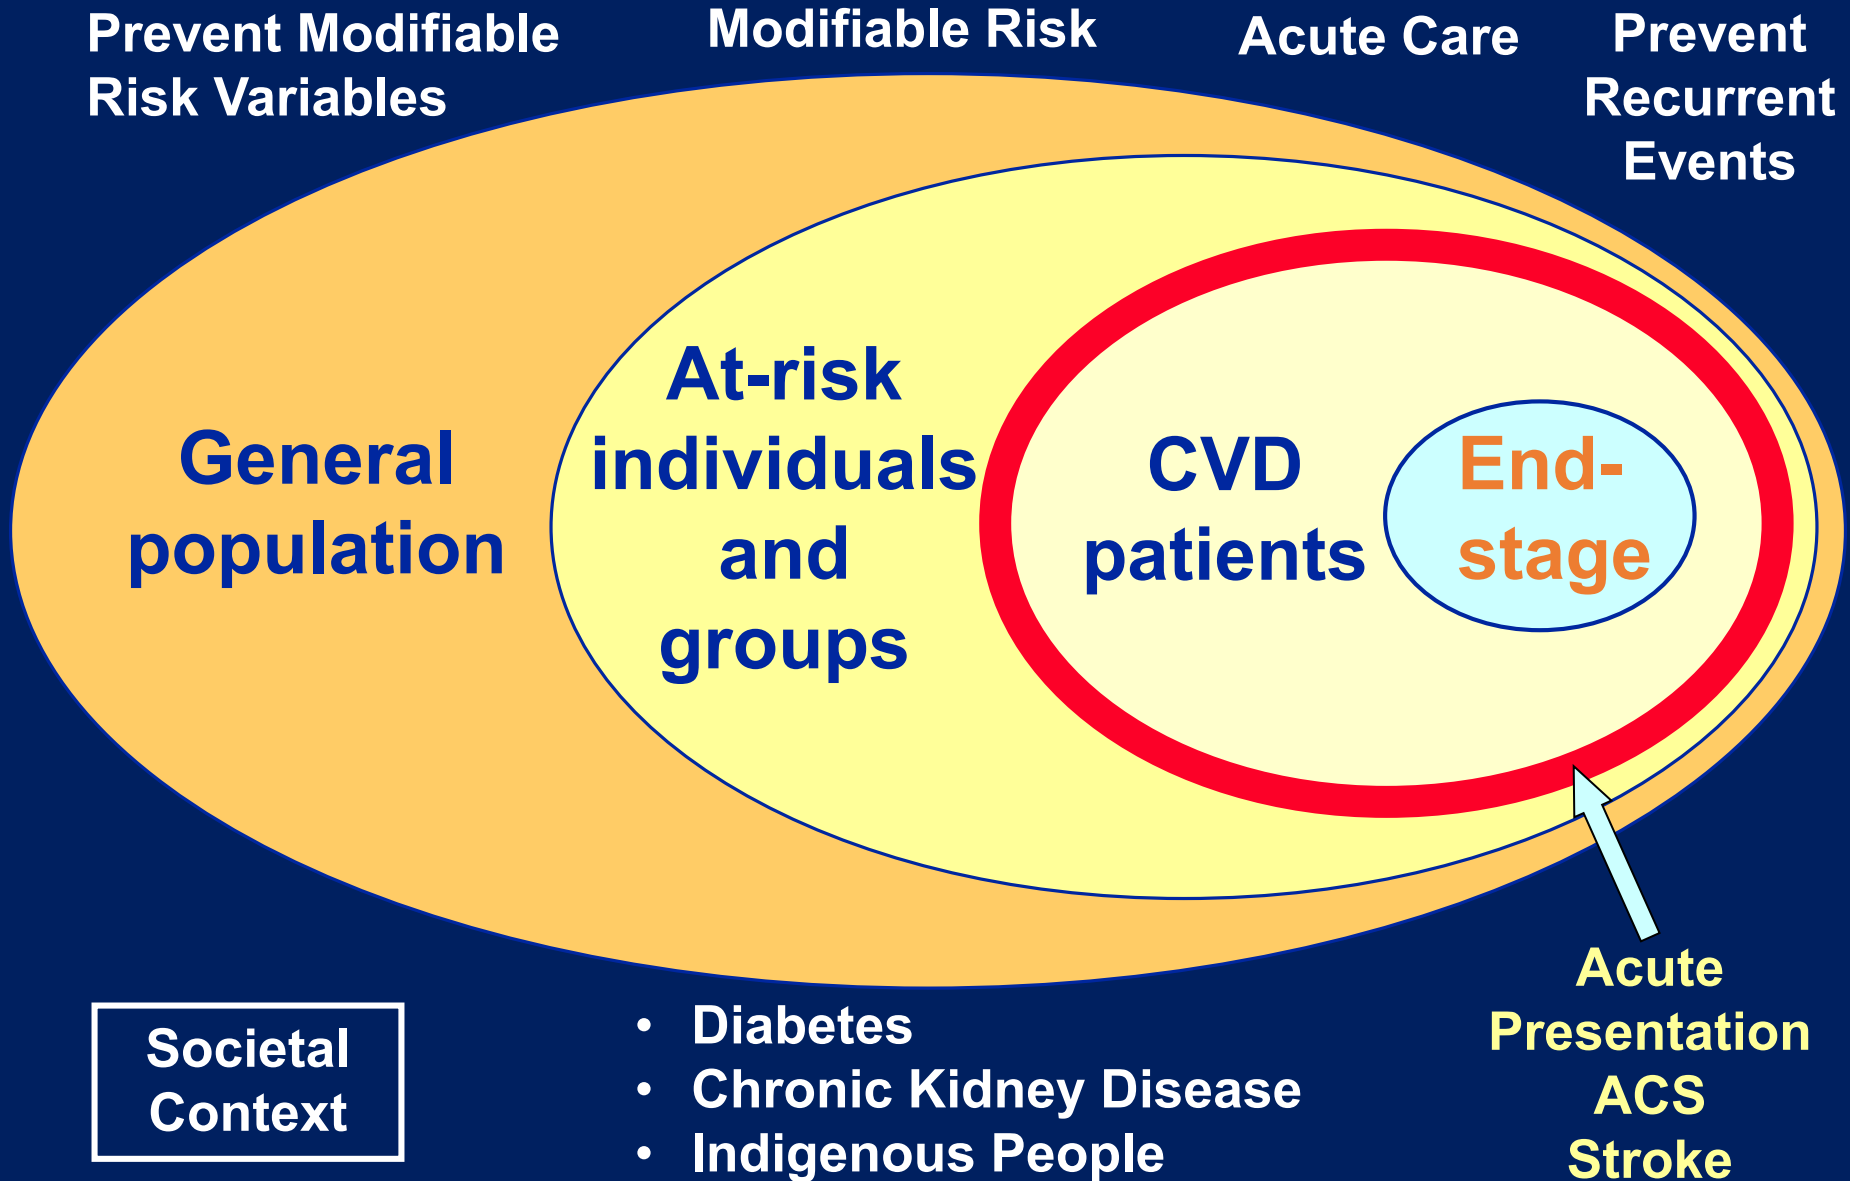 Prevent Modifiable
Risk Variables
Modifiable Risk
Acute Care
Prevent
Recurrent
Events
General
population
At-risk
individuals
and
groups
CVD
patients
End-
stage
Societal
Context
• Diabetes
• Chronic Kidney Disease
• Indigenous People
Acute
Presentation
ACS
Stroke